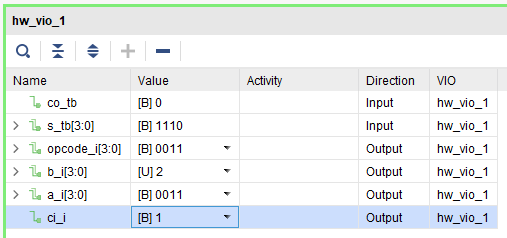 hw_vio_1
Name Value Activity Direction VIO
co_tb [B] 0 Input hw_vio_1
s_tb[3:0] [B] 1110 Input hw_vio_1
opcode_i[3:0] [B] 0011 Output hw_vio_1
b_i[3:0] [U] 2 Output hw_vio_1
a_i[3:0] [B] 0011 Output hw_vio_1
ci_i [B] 1 Output hw_vio_1